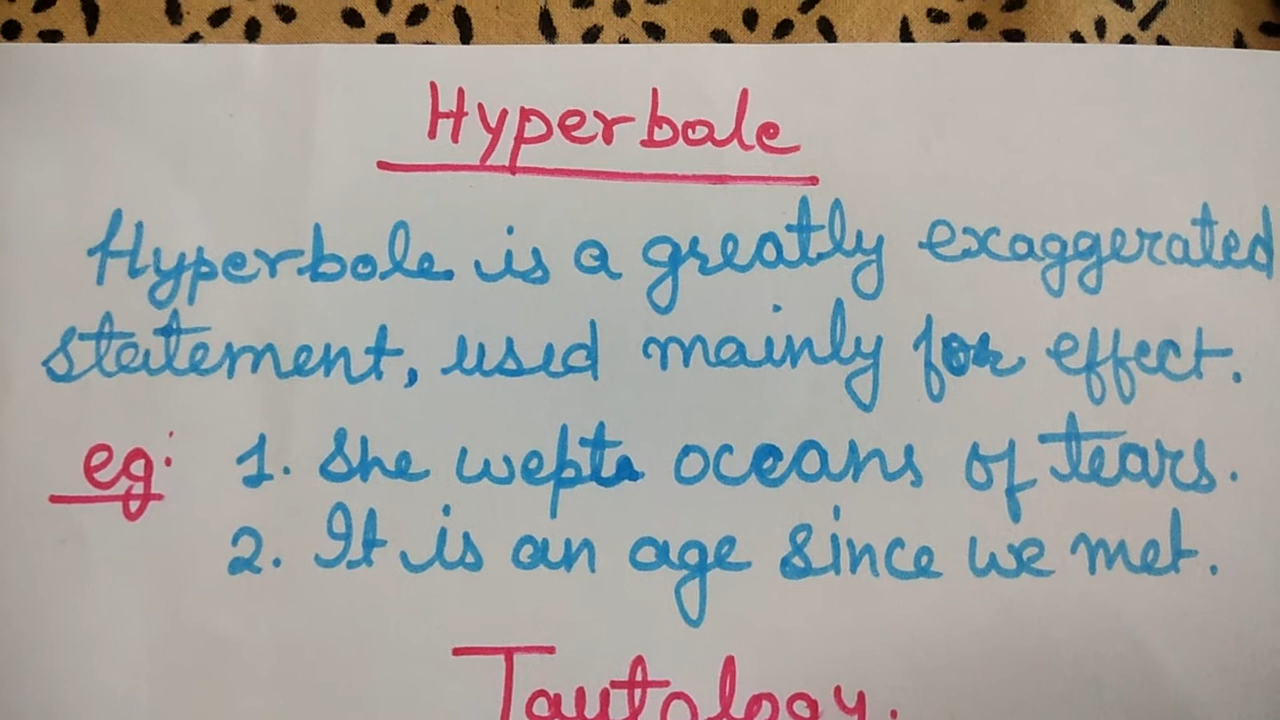 Hyperbole
Hyperbole is a greatly exaggerated
statement, used mainly for effect.
eg: 1. She wept oceans of tears.
2. It is an age since we met.
Tautology.